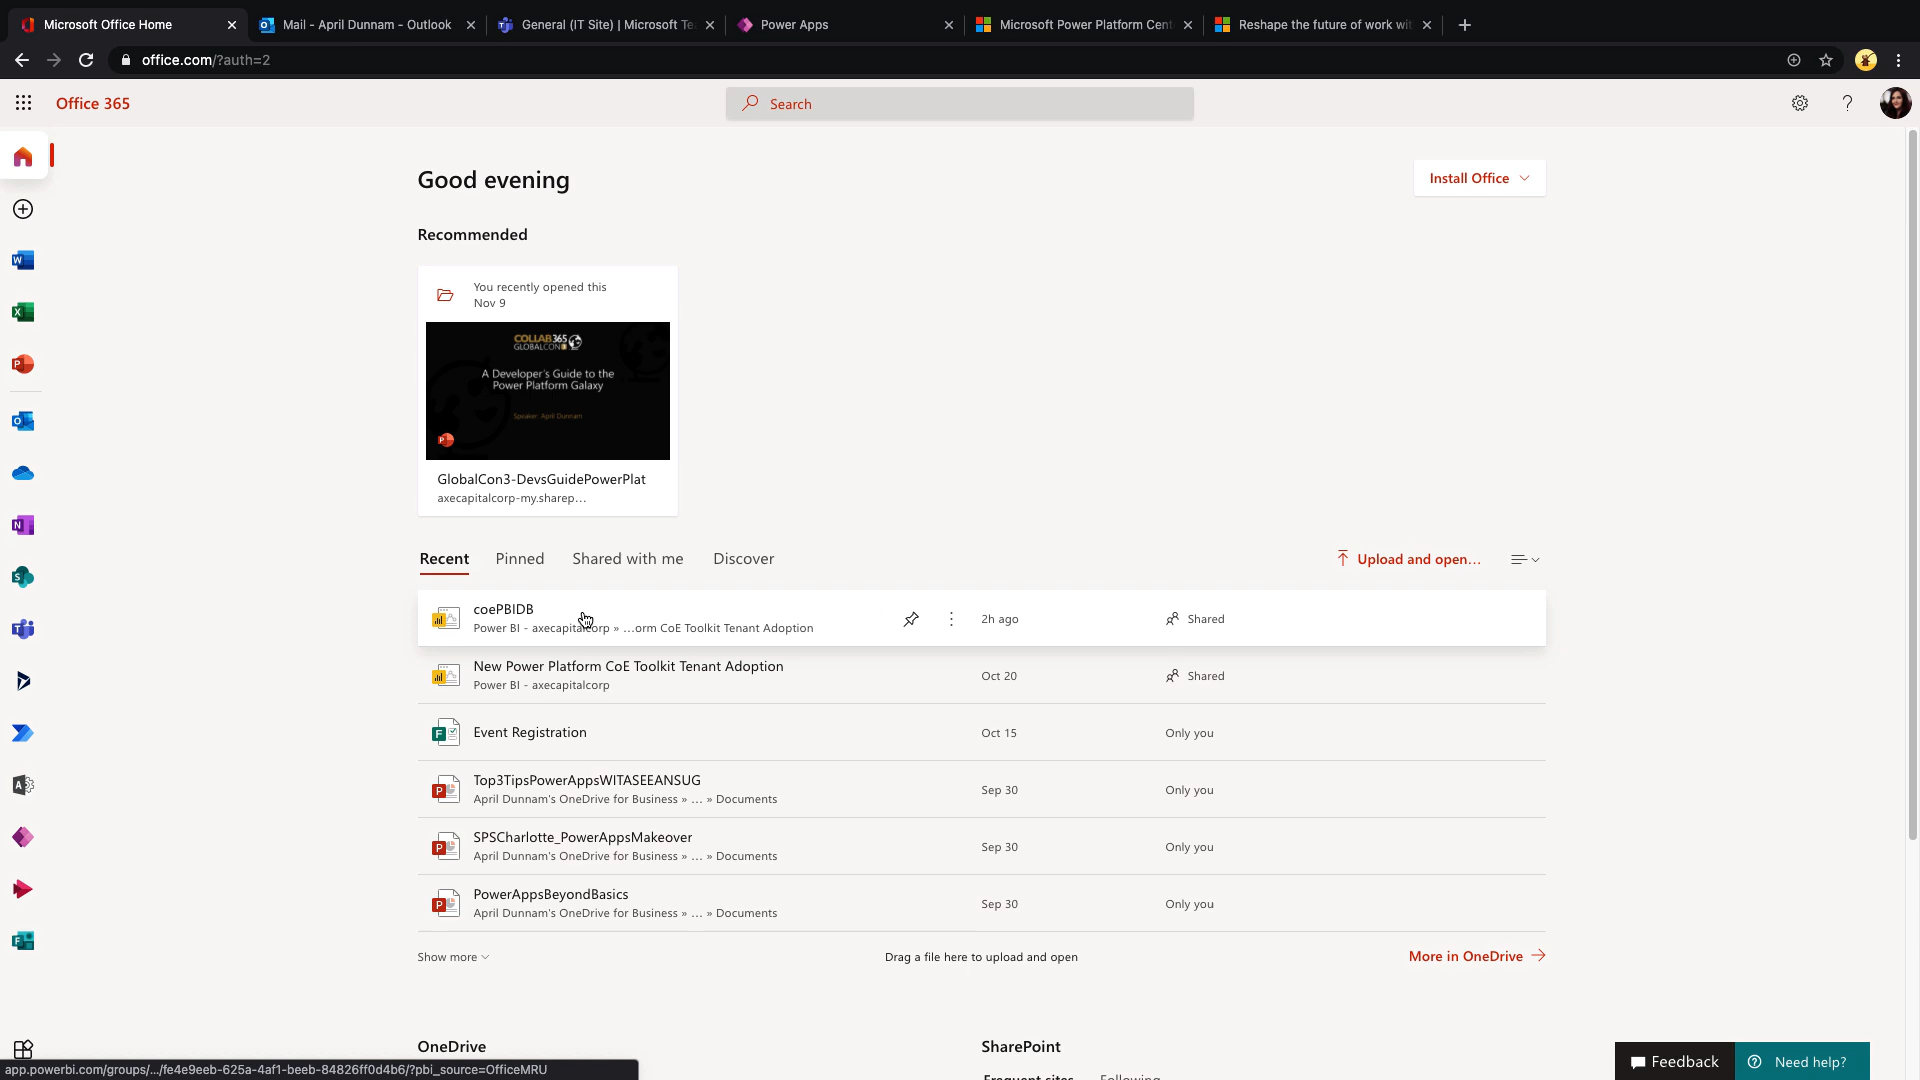 Microsoft Office Home
Mail - April Dunnam - Outlook
General (IT Site) | Microsoft Te
Power Apps
Microsoft Power Platform Cent
Reshape the future of work wit
office.com/?auth=2
Office 365
Search
Good evening
Install Office
Recommended
You recently opened this
Nov 9
COLLAB365
GLOBALCON3
A Developer's Guide to the
Power Platform Galaxy
Speaker: April Dunnam
GlobalCon3-DevsGuidePowerPlat
axecapitalcorp-my.sharep...
Recent
Pinned
Shared with me
Discover
Upload and open...
coePBIDB
Power BI - axecapitalcorp » ...orm CoE Toolkit Tenant Adoption
2h ago
Shared
New Power Platform CoE Toolkit Tenant Adoption
Power BI - axecapitalcorp
Oct 20
Shared
Event Registration
Oct 15
Only you
Top3TipsPowerAppsWITASEEANSUG
April Dunnam's OneDrive for Business » ... » Documents
Sep 30
Only you
SPSCharlotte_PowerAppsMakeover
April Dunnam's OneDrive for Business » ... » Documents
Sep 30
Only you
PowerAppsBeyondBasics
April Dunnam's OneDrive for Business » ... » Documents
Sep 30
Only you
Show more
Drag a file here to upload and open
More in OneDrive
OneDrive
SharePoint
Frequent sites
Following
Feedback
Need help?
app.powerbi.com/groups/.../fe4e9eeb-625a-4af1-beeb-84826ff0d4b6/?pbi_source=OfficeMRU